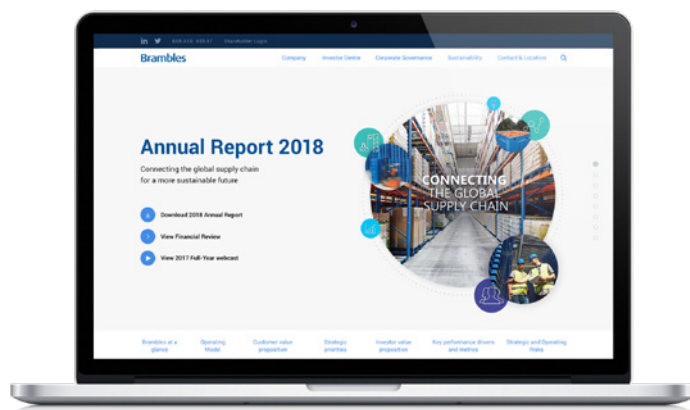 Shareholder Login
Brambles
Company Investor Centre Corporate Governance Sustainability Contact & Location
Annual Report 2018
Connecting the global supply chain
for a more sustainable future
Download 2018 Annual Report
View Financial Review
View 2017 Full-Year webcast
CONNECTING
THE GLOBAL
SUPPLY CHAIN
Brambles at a
glance
Operating
Model
Customer value
proposition
Strategic
priorities
Investor value
proposition
Key performance drivers
and metrics
Strategic and Operating
Risks